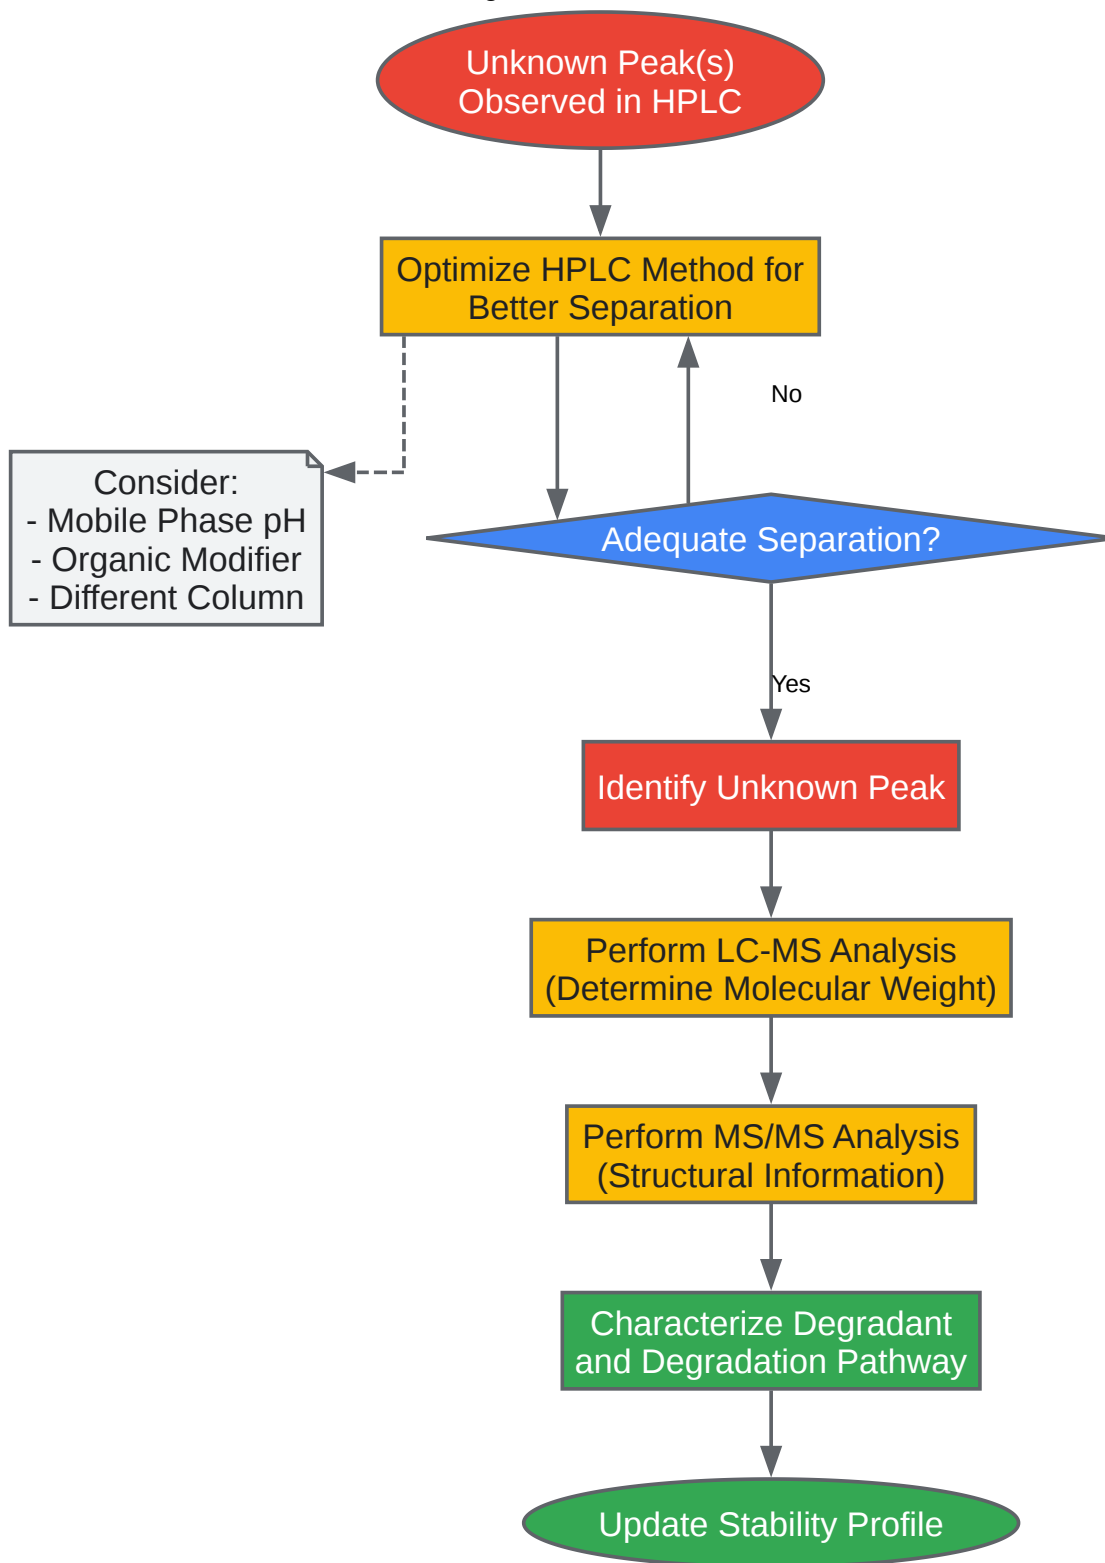 Unknown Peak(s)
Observed in HPLC
Optimize HPLC Method for
Better Separation
No
Consider:
- Mobile Phase pH
- Organic Modifier
- Different Column
Adequate Separation?
Yes
Identify Unknown Peak
Perform LC-MS Analysis
(Determine Molecular Weight)
Perform MS/MS Analysis
(Structural Information)
Characterize Degradant
and Degradation Pathway
Update Stability Profile